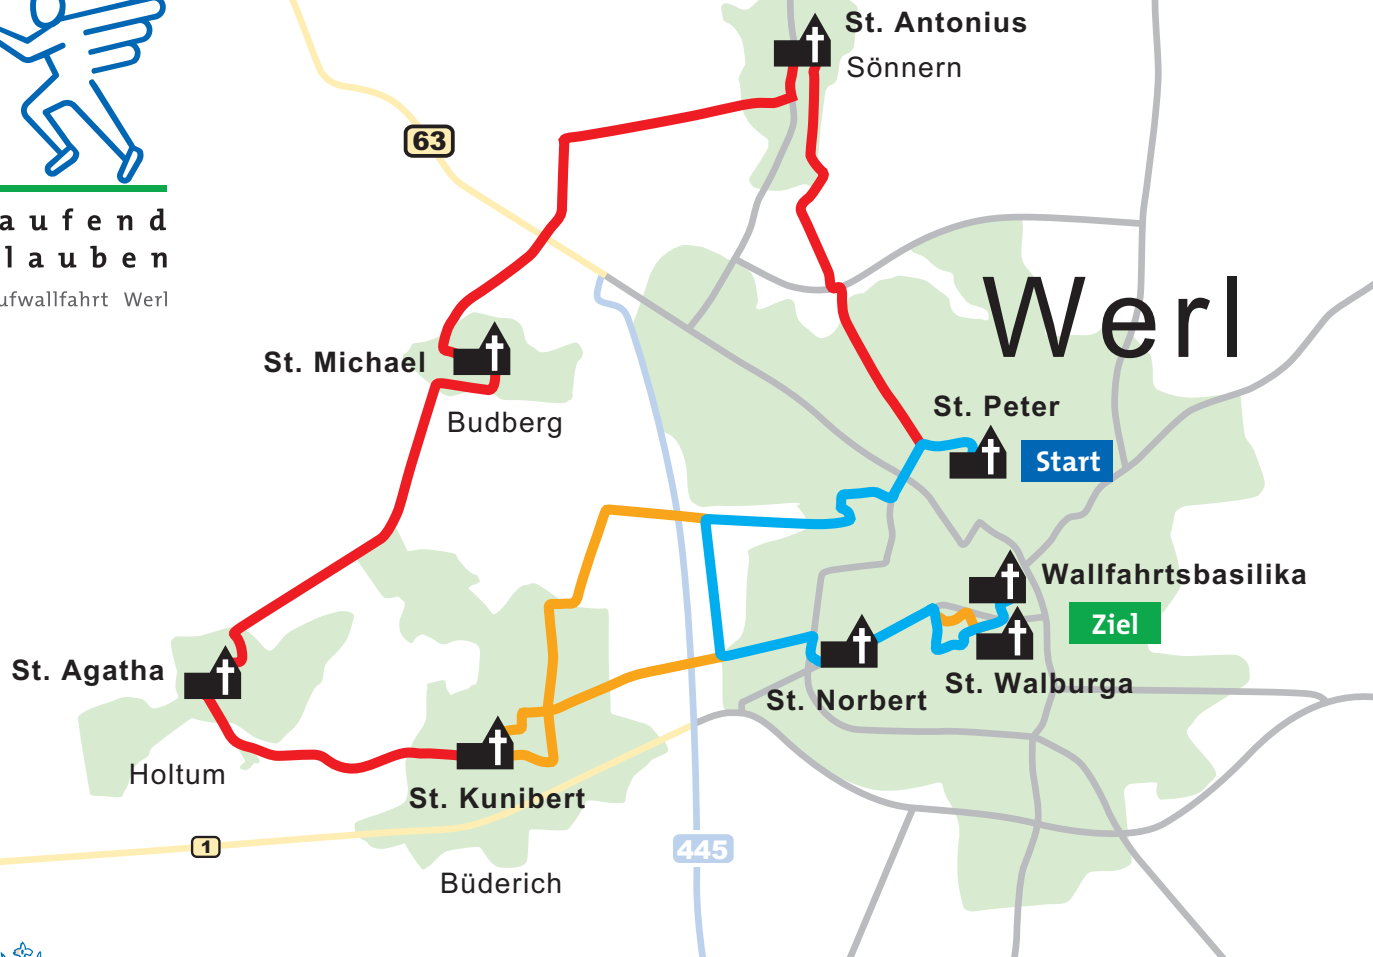 St. Antonius
Sönnern
63
aufend
lauben
ufwallfahrt Werl
Werl
St. Michael
Budberg
St. Peter
Start
Wallfahrtsbasilika
Ziel
St. Agatha
St. Walburga
St. Norbert
Holtum
St. Kunibert
1
445
Büderich